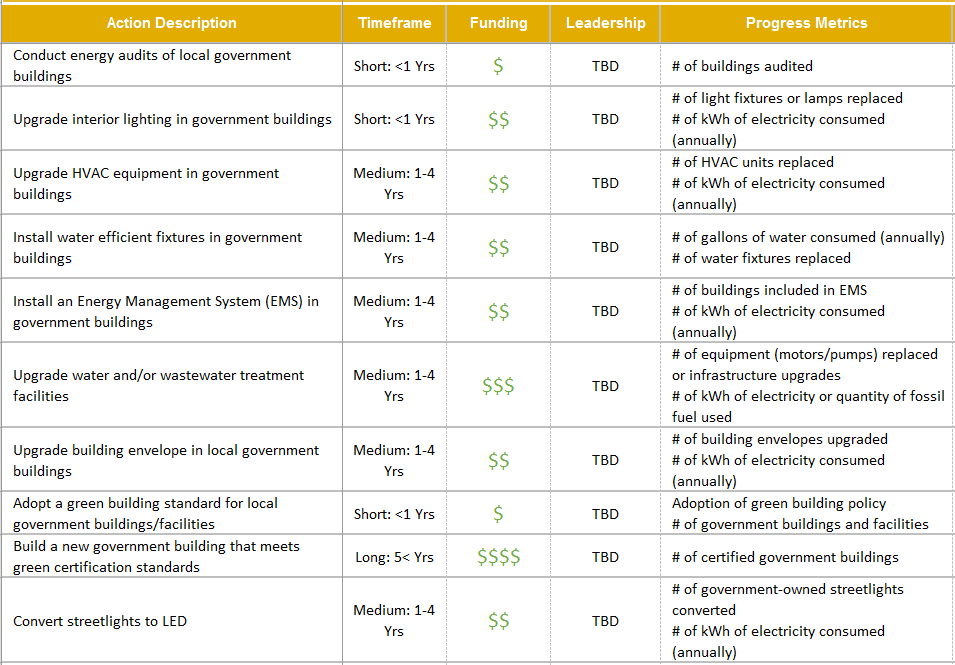 Action Description Timeframe Funding Leadership Progress Metrics
Conduct energy audits of local government
buildings
Short: <1 Yrs
$
TBD
# of buildings audited
Upgrade interior lighting in government buildings
Short: <1 Yrs
$$
TBD
# of light fixtures or lamps replaced
# of kWh of electricity consumed
(annually)
Upgrade HVAC equipment in government
buildings
Medium: 1-4
Yrs
$$
TBD
# of HVAC units replaced
# of kWh of electricity consumed
(annually)
Install water efficient fixtures in government
buildings
Medium: 1-4
Yrs
$$
TBD
# of gallons of water consumed (annually)
# of water fixtures replaced
Install an Energy Management System (EMS) in
government buildings
Medium: 1-4
Yrs
$$
TBD
# of buildings included in EMS
# of kWh of electricity consumed
(annually)
Upgrade water and/or wastewater treatment
facilities
Medium: 1-4
Yrs
$$$
TBD
# of equipment (motors/pumps) replaced
or infrastructure upgrades
# of kWh of electricity or quantity of fossil
fuel used
Upgrade building envelope in local government
buildings
Medium: 1-4
Yrs
$$
TBD
# of building envelopes upgraded
# of kWh of electricity consumed
(annually)
Adopt a green building standard for local
government buildings/facilities
Short: <1 Yrs
$
TBD
Adoption of green building policy
# of government buildings and facilities
Build a new government building that meets
green certification standards
Long: 5< Yrs
$$$$
TBD
# of certified government buildings
Convert streetlights to LED
Medium: 1-4
Yrs
$$
TBD
# of government-owned streetlights
converted
# of kWh of electricity consumed
(annually)